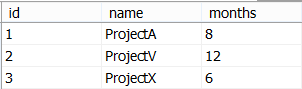 id name months
1 ProjectA 8
2 ProjectV 12
3 ProjectX 6